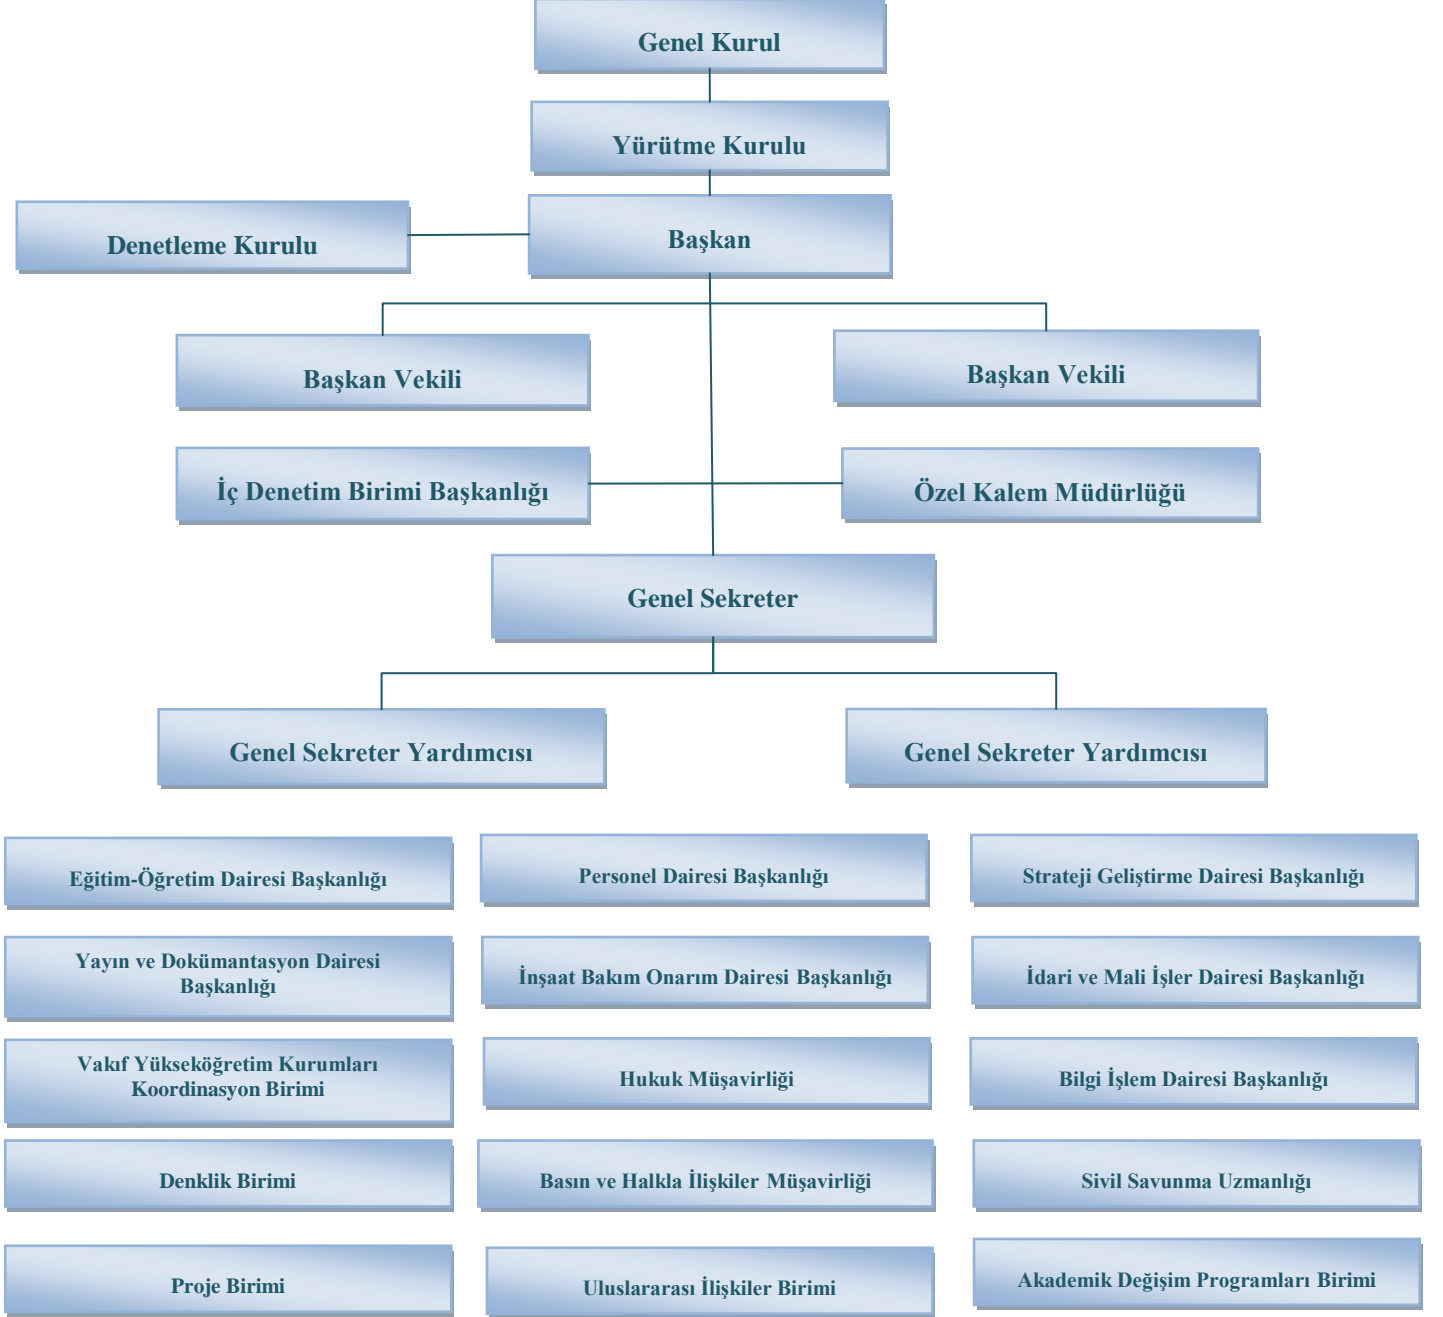 Genel Kurul
Yürütme Kurulu
Denetleme Kurulu
Başkan
Başkan Vekili
Başkan Vekili
İç Denetim Birimi Başkanlığı
Özel Kalem Müdürlüğü
Genel Sekreter
Genel Sekreter Yardımcısı
Genel Sekreter Yardımcısı
Eğitim-Öğretim Dairesi Başkanlığı
Personel Dairesi Başkanlığı
Strateji Geliştirme Dairesi Başkanlığı
Yayın ve Dokümantasyon Dairesi
Başkanlığı
İnşaat Bakım Onarım Dairesi Başkanlığı
İdari ve Mali İşler Dairesi Başkanlığı
Vakıf Yükseköğretim Kurumları
Koordinasyon Birimi
Hukuk Müşavirliği
Bilgi İşlem Dairesi Başkanlığı
Denklik Birimi
Basın ve Halkla İlişkiler Müşavirliği
Sivil Savunma Uzmanlığı
Proje Birimi
Uluslararası İlişkiler Birimi
Akademik Değişim Programları Birimi